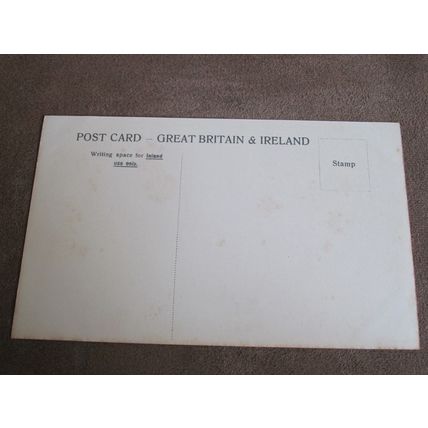 POST CARD – GREAT BRITAIN & IRELAND
Writing space for Inland
use only.
Stamp